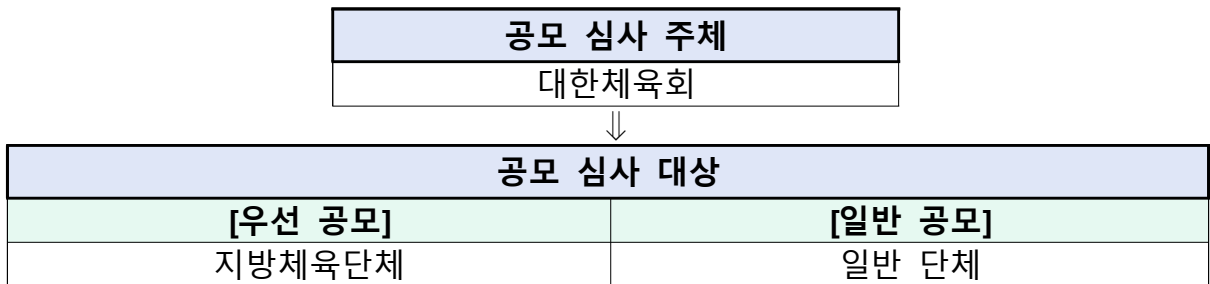 공모 심사 주체
대한체육회
⇓
공모 심사 대상
[우선 공모] [일반 공모]
지방체육단체 일반 단체